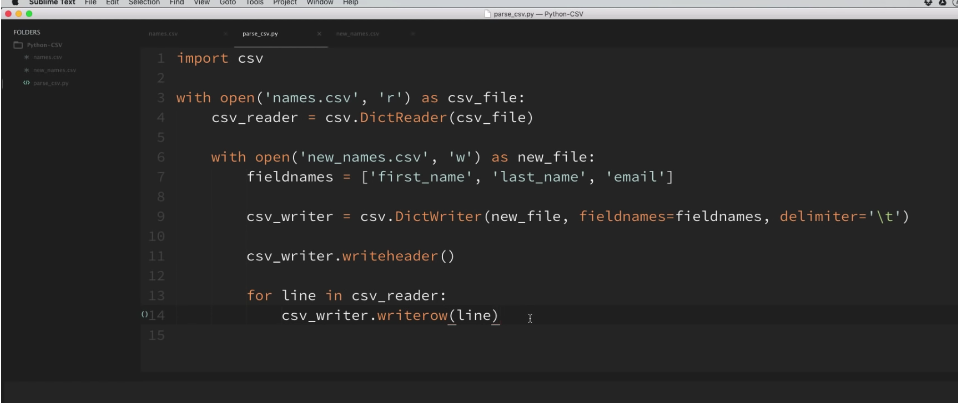 Sublime Text File Edit Selection Find View Goto Tools Project Window Help
parse_csv.py — Python-CSV
FOLDERS
Python-CSV
names.csv
new_names.csv
parse_csv.py
names.csv parse_csv.py new_names.csv
1 import csv
2
3 with open('names.csv', 'r') as csv_file:
4 csv_reader = csv.DictReader(csv_file)
5
6 with open('new_names.csv', 'w') as new_file:
7 fieldnames = ['first_name', 'last_name', 'email']
8
9 csv_writer = csv.DictWriter(new_file, fieldnames=fieldnames, delimiter='\t')
10
11 csv_writer.writeheader()
12
13 for line in csv_reader:
14 csv_writer.writerow(line)
15